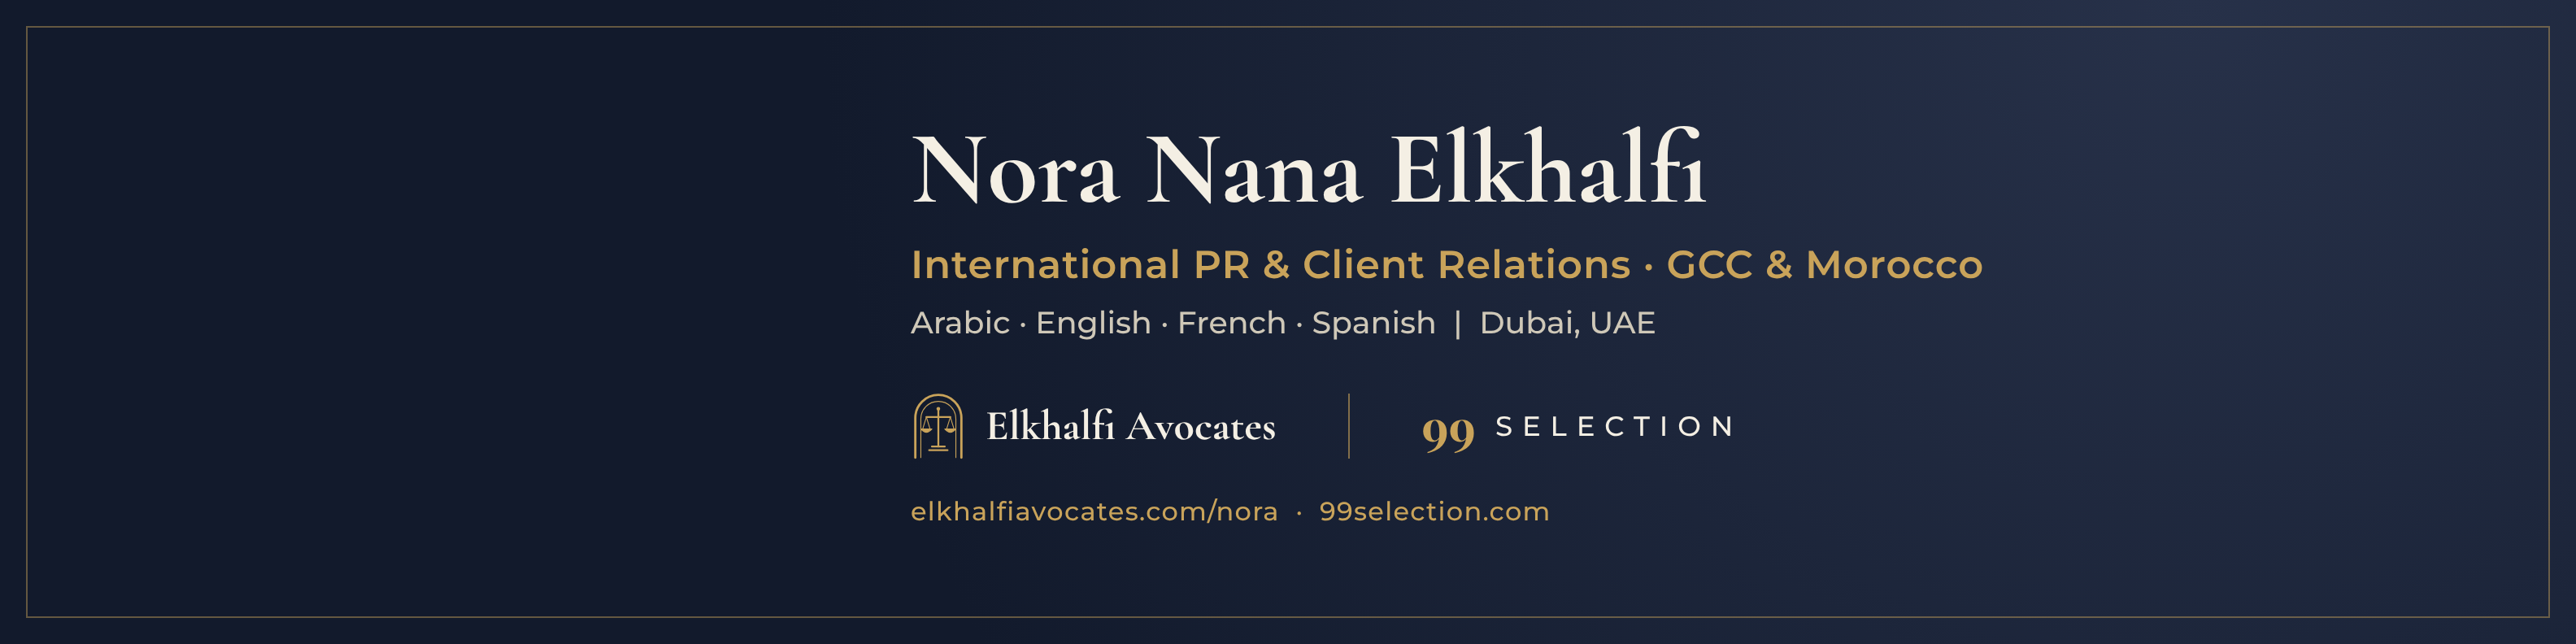 Nora Nana Elkhalfi
International PR & Client Relations · GCC & Morocco
Arabic · English · French · Spanish | Dubai, UAE
Elkhalfi Avocates
99 SELECTION
elkhalfiavocates.com/nora · 99selection.com